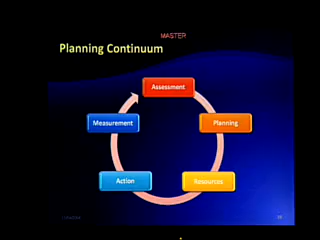 MASTER
Planning Continuum
Assessment
Planning
Resources
Action
Measurement